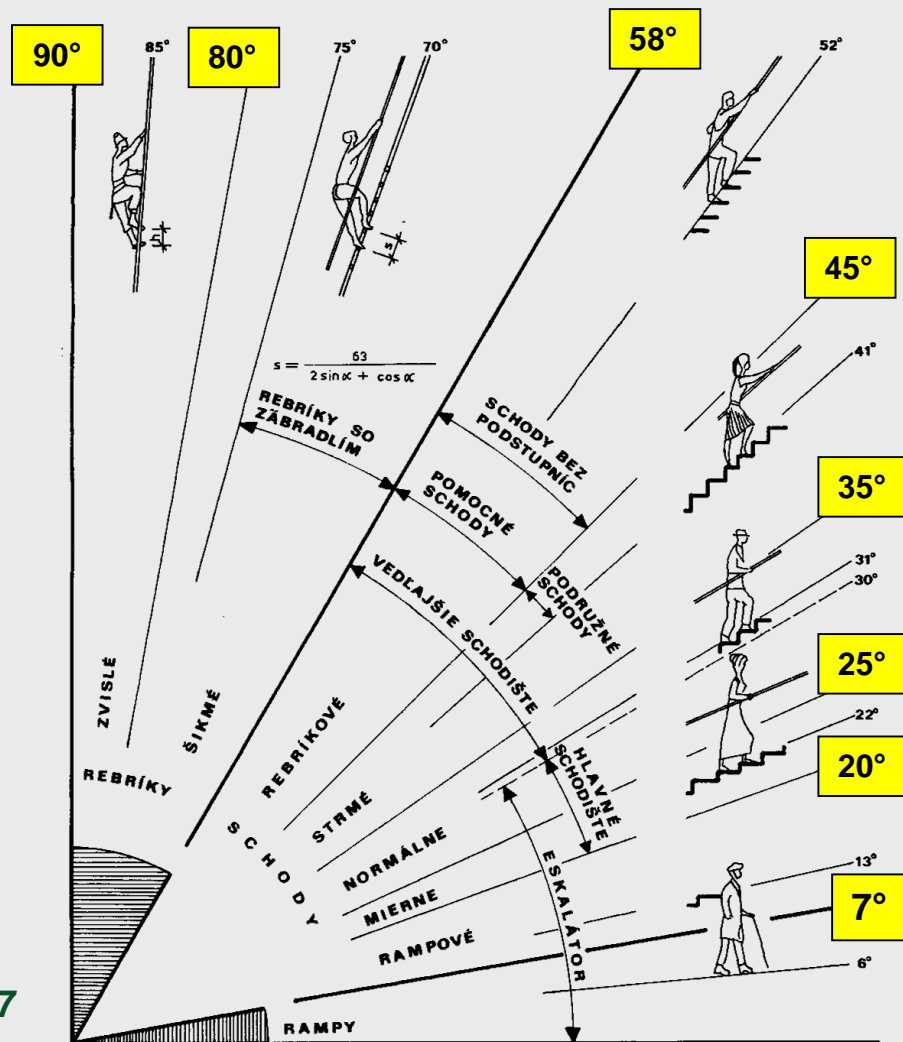 90°
85°
80°
75°
70°
58°
52°
45°
41°
35°
31°
30°
25°
22°
20°
13°
7°
6°
h
s
s = 63
2 sin α + cos α
REBRÍKY SO
ZÁBRADLÍM
SCHODY BEZ
PODSTUPNÍC
POMOCNÉ
SCHODY
PODRUŽNÉ
SCHODY
VEDĽAJŠIE SCHODIŠTE
HLAVNÉ
SCHODIŠTE
ESKALÁTOR
ZVISLÉ
ŠIKMÉ
REBRÍKY
REBRÍKOVÉ
STRMÉ
NORMÁLNE
MIERNE
RAMPOVÉ
SCHODY
RAMPY
7